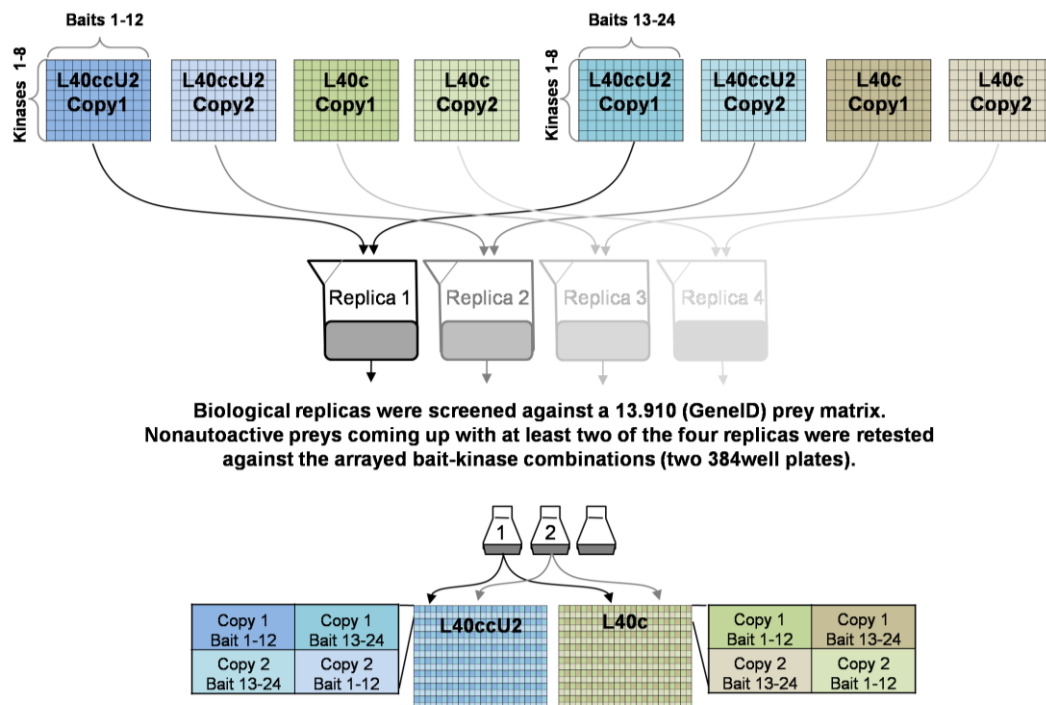 Baits 1-12
Baits 13-24
Kinases 1-8
L40ccU2
Copy1
L40ccU2
Copy2
L40c
Copy1
L40c
Copy2
Kinases 1-8
L40ccU2
Copy1
L40ccU2
Copy2
L40c
Copy1
L40c
Copy2
Replica 1
Replica 2
Replica 3
Replica 4
Biological replicas were screened against a 13.910 (GeneID) prey matrix.
Nonautoactive preys coming up with at least two of the four replicas were retested
against the arrayed bait-kinase combinations (two 384well plates).
1
2
Copy 1
Bait 1-12
Copy 1
Bait 13-24
Copy 2
Bait 13-24
Copy 2
Bait 1-12
L40ccU2
L40c
Copy 1
Bait 1-12
Copy 1
Bait 13-24
Copy 2
Bait 13-24
Copy 2
Bait 1-12